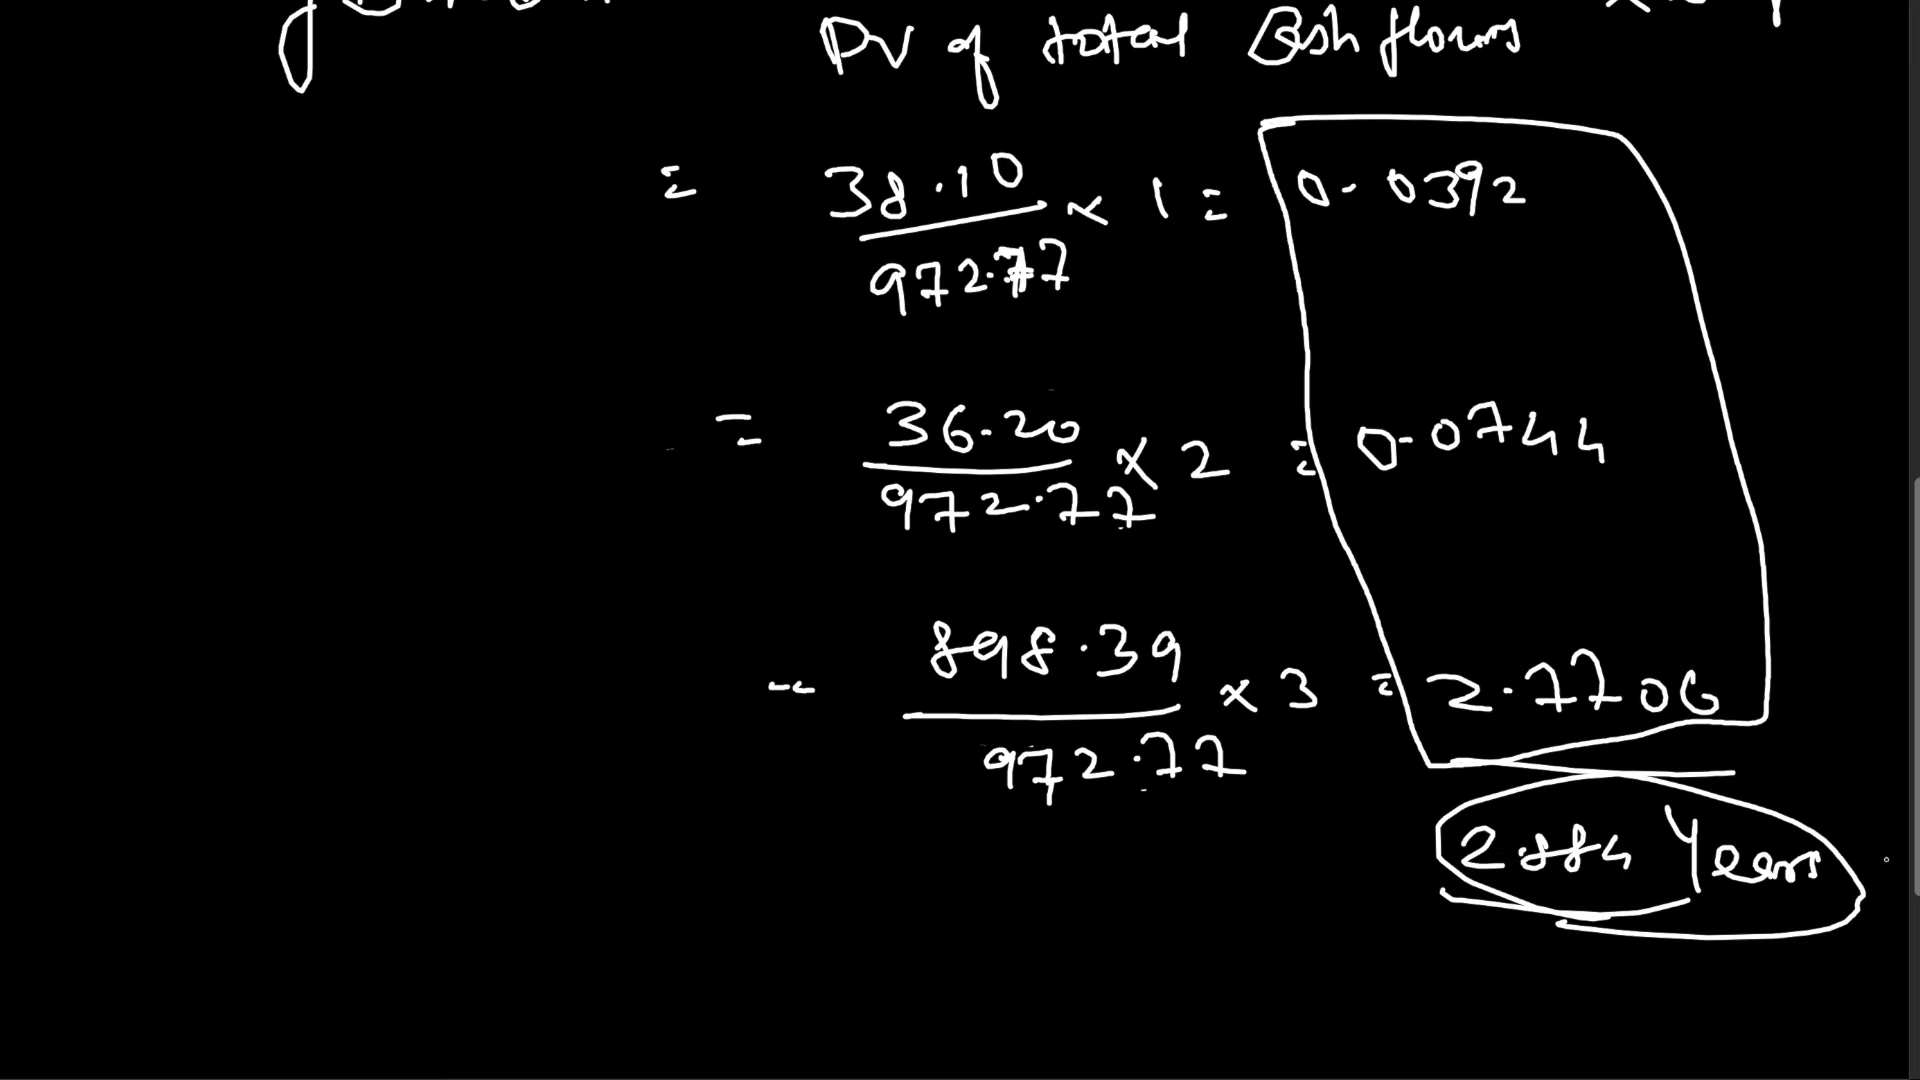 PV of total Cash flows
= 38.10 / 972.77 × 1 = 0.0392
= 36.20 / 972.77 × 2 = 0.0744
= 898.39 / 972.77 × 3 = 2.7706
2.884 Years